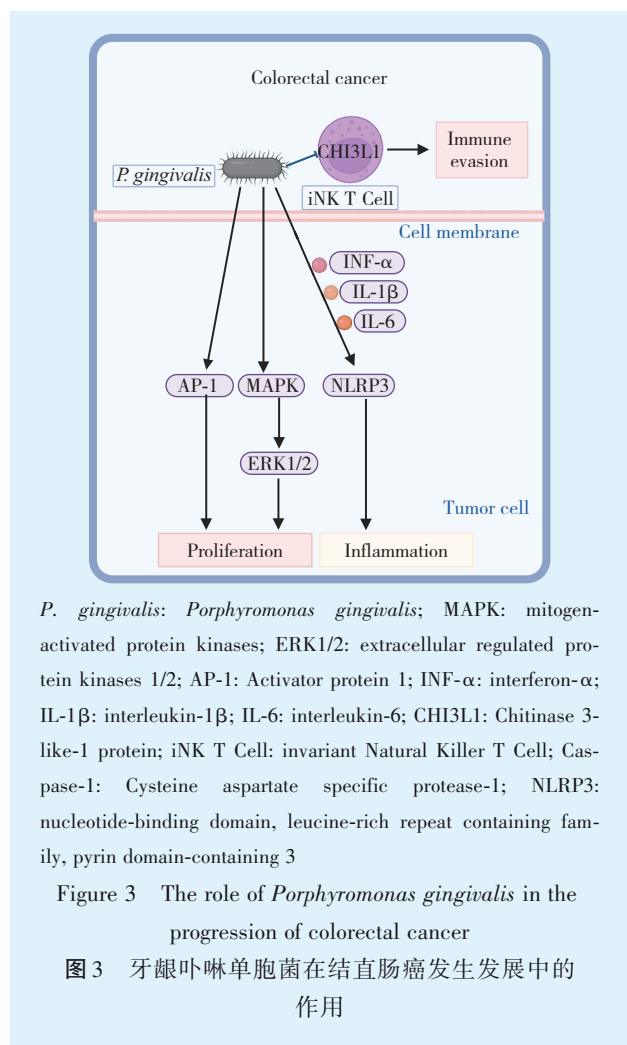 Colorectal cancer
CHI3L1
Immune
evasion
P. gingivalis
iNK T Cell
Cell membrane
INF-α
IL-1β
IL-6
AP-1
MAPK
NLRP3
ERK1/2
Tumor cell
Proliferation
Inflammation
P. gingivalis: Porphyromonas gingivalis; MAPK: mitogen-
activated protein kinases; ERK1/2: extracellular regulated pro-
tein kinases 1/2; AP-1: Activator protein 1; INF-α: interferon-α;
IL-1β: interleukin-1β; IL-6: interleukin-6; CHI3L1: Chitinase 3-
like-1 protein; iNK T Cell: invariant Natural Killer T Cell; Cas-
pase-1: Cysteine aspartate specific protease-1; NLRP3:
nucleotide-binding domain, leucine-rich repeat containing fam-
ily, pyrin domain-containing 3
Figure 3 The role of Porphyromonas gingivalis in the
progression of colorectal cancer
图 3 牙龈卟啉单胞菌在结直肠癌发生发展中的
作用